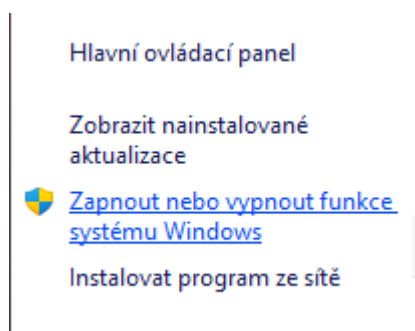 Hlavní ovládací panel
Zobrazit nainstalované
aktualizace
Zapnout nebo vypnout funkce
systému Windows
Instalovat program ze sítě